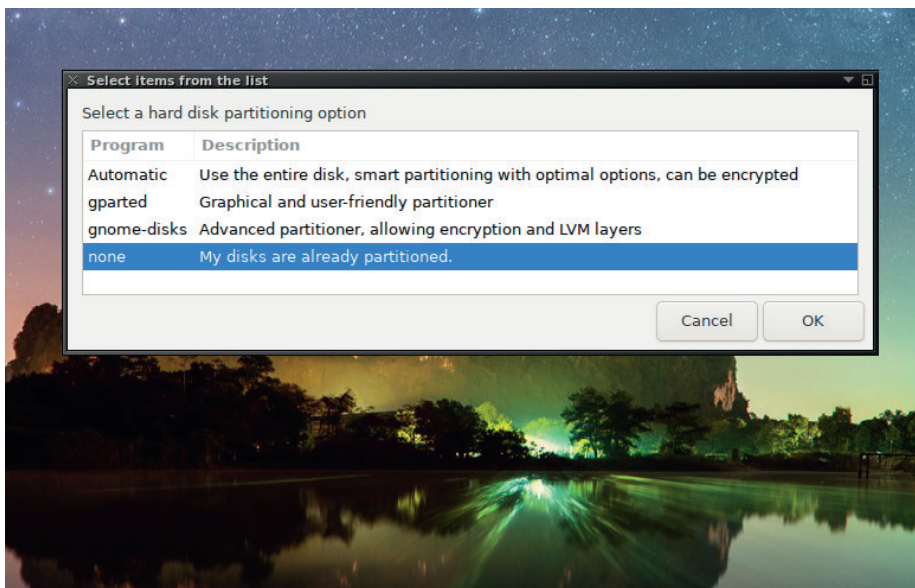 Select items from the list
Select a hard disk partitioning option
Program Description
Automatic Use the entire disk, smart partitioning with optimal options, can be encrypted
gparted Graphical and user-friendly partitioner
gnome-disks Advanced partitioner, allowing encryption and LVM layers
none My disks are already partitioned.
Cancel OK